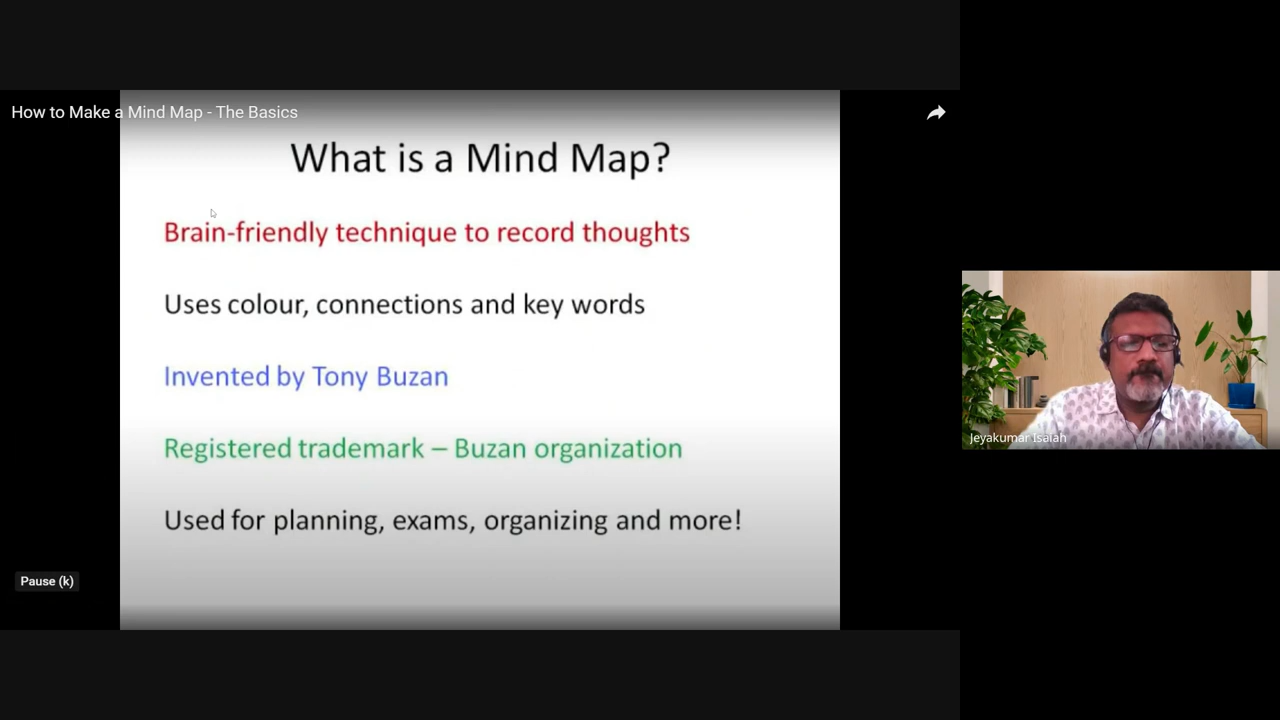 How to Make a Mind Map - The Basics
What is a Mind Map?
Brain-friendly technique to record thoughts
Uses colour, connections and key words
Invented by Tony Buzan
Registered trademark – Buzan organization
Used for planning, exams, organizing and more!
Pause (k)
Jeyakumar Isaiah